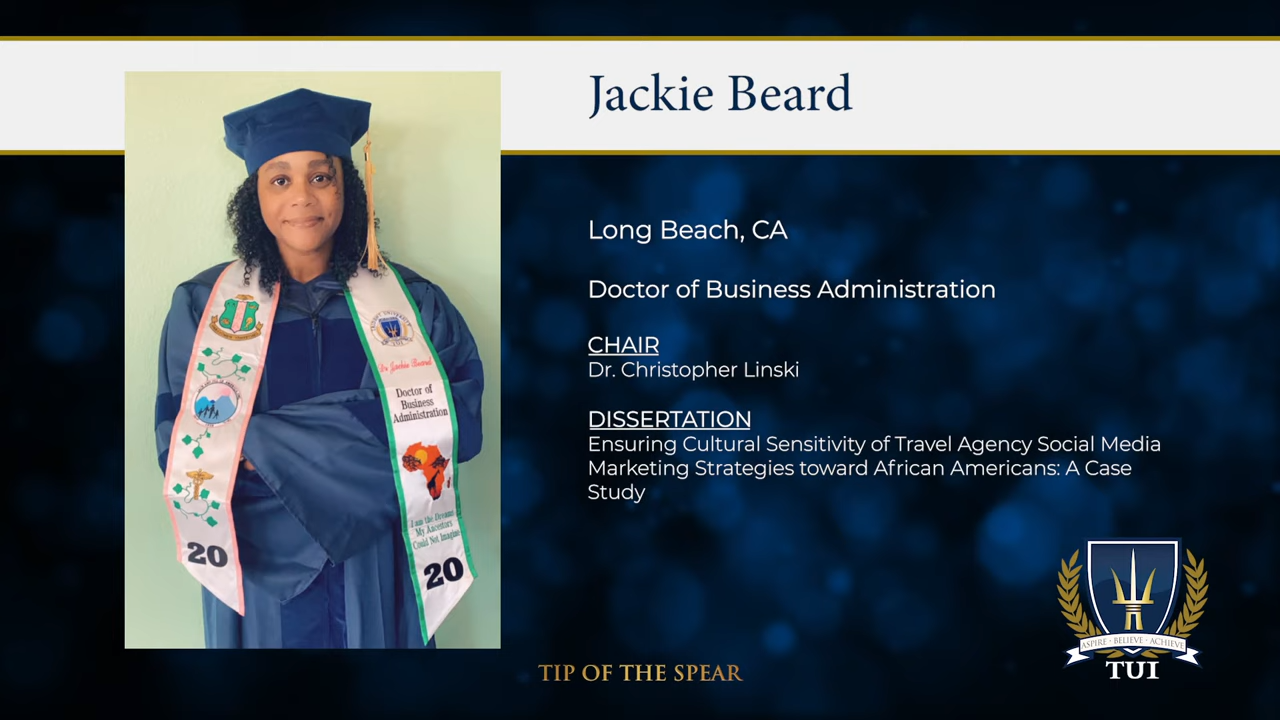 Jackie Beard
Long Beach, CA
Doctor of Business Administration
CHAIR
Dr. Christopher Linski
DISSERTATION
Ensuring Cultural Sensitivity of Travel Agency Social Media
Marketing Strategies toward African Americans: A Case
Study
Dr Jackie Beard
Doctor of
Business
Administration
I am the Dream
My Ancestors
Could Not Imagine
20
20
ASPIRE · BELIEVE · ACHIEVE
TUI
TIP OF THE SPEAR